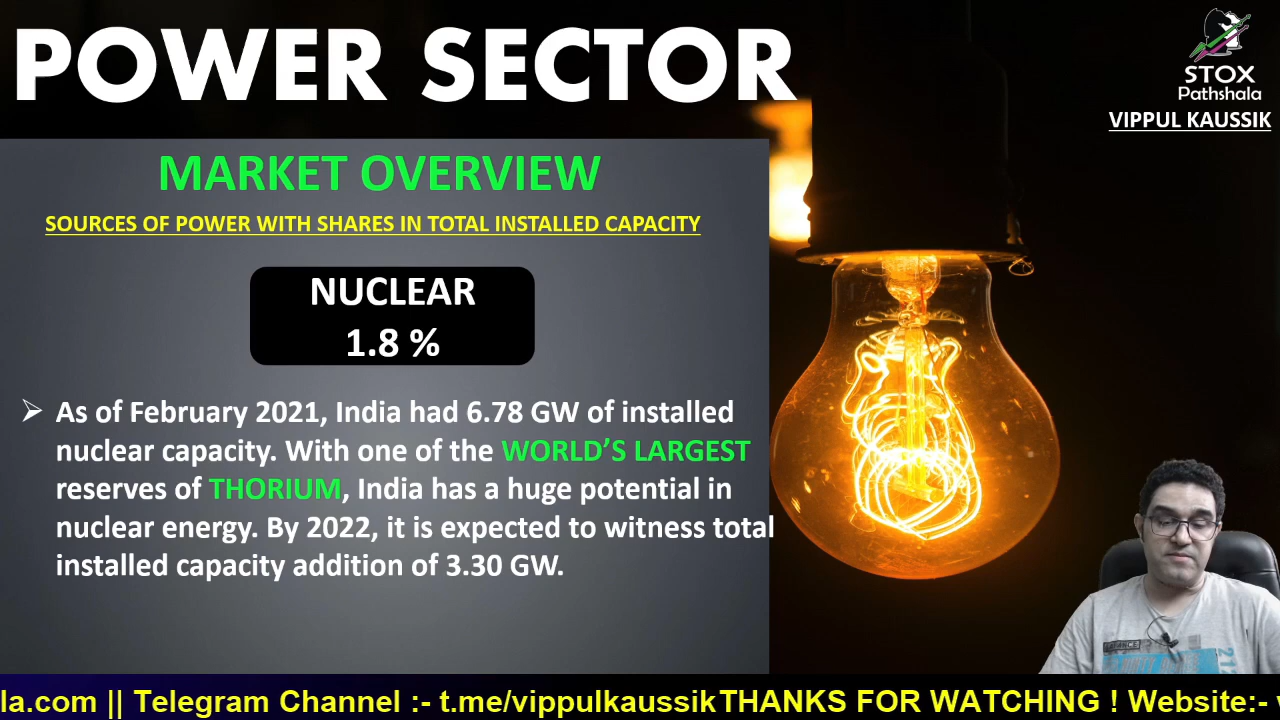 POWER SECTOR
STOX
Pathshala
VIPPUL KAUSSIK
MARKET OVERVIEW
SOURCES OF POWER WITH SHARES IN TOTAL INSTALLED CAPACITY
NUCLEAR
1.8 %
As of February 2021, India had 6.78 GW of installed
nuclear capacity. With one of the WORLD’S LARGEST
reserves of THORIUM, India has a huge potential in
nuclear energy. By 2022, it is expected to witness total
installed capacity addition of 3.30 GW.
la.com || Telegram Channel :- t.me/vippulkaussik THANKS FOR WATCHING ! Website:-